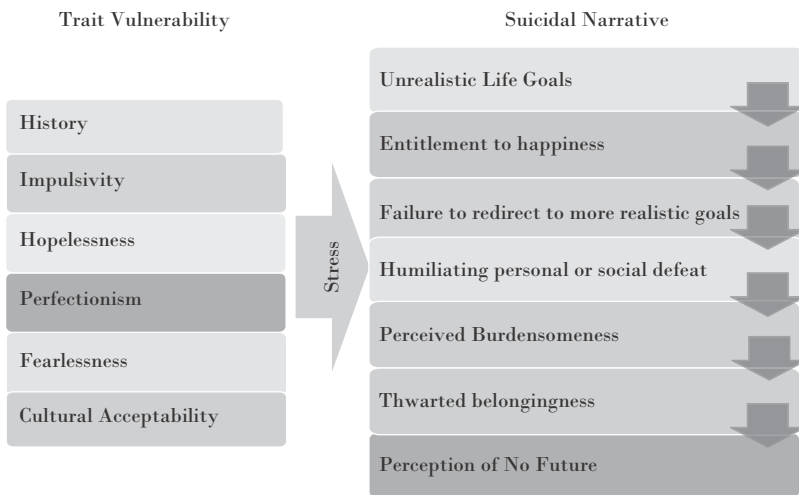 Trait Vulnerability
History
Impulsivity
Hopelessness
Perfectionism
Fearlessness
Cultural Acceptability
Stress
Suicidal Narrative
Unrealistic Life Goals
Entitlement to happiness
Failure to redirect to more realistic goals
Humiliating personal or social defeat
Perceived Burdensomeness
Thwarted belongingness
Perception of No Future